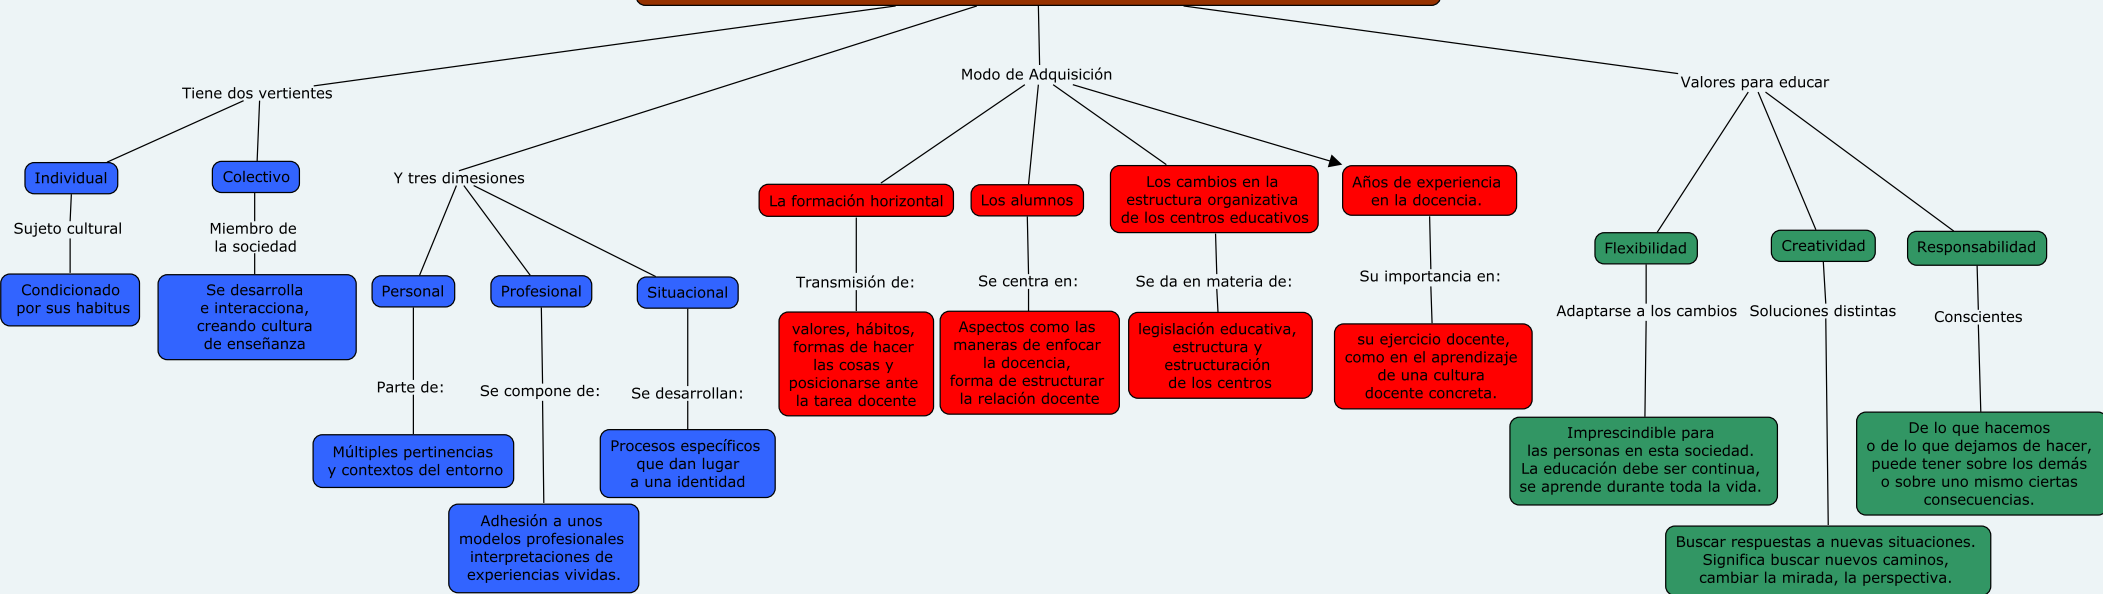 Tiene dos vertientes
Individual
Sujeto cultural
Condicionado
por sus habitus
Colectivo
Miembro de
la sociedad
Se desarrolla
e interacciona,
creando cultura
de enseñanza
Y tres dimesiones
Personal
Parte de:
Múltiples pertinencias
y contextos del entorno
Profesional
Se compone de:
Adhesión a unos
modelos profesionales
interpretaciones de
experiencias vividas.
Situacional
Se desarrollan:
Procesos específicos
que dan lugar
a una identidad
Modo de Adquisición
La formación horizontal
Transmisión de:
valores, hábitos,
formas de hacer
las cosas y
posicionarse ante
la tarea docente
Los alumnos
Se centra en:
Aspectos como las
maneras de enfocar
la docencia,
forma de estructurar
la relación docente
Los cambios en la
estructura organizativa
de los centros educativos
Se da en materia de:
legislación educativa,
estructura y
estructuración
de los centros
Años de experiencia
en la docencia.
Su importancia en:
su ejercicio docente,
como en el aprendizaje
de una cultura
docente concreta.
Valores para educar
Flexibilidad
Adaptarse a los cambios
Imprescindible para
las personas en esta sociedad.
La educación debe ser continua,
se aprende durante toda la vida.
Creatividad
Soluciones distintas
Buscar respuestas a nuevas situaciones.
Significa buscar nuevos caminos,
cambiar la mirada, la perspectiva.
Responsabilidad
Conscientes
De lo que hacemos
o de lo que dejamos de hacer,
puede tener sobre los demás
o sobre uno mismo ciertas
consecuencias.